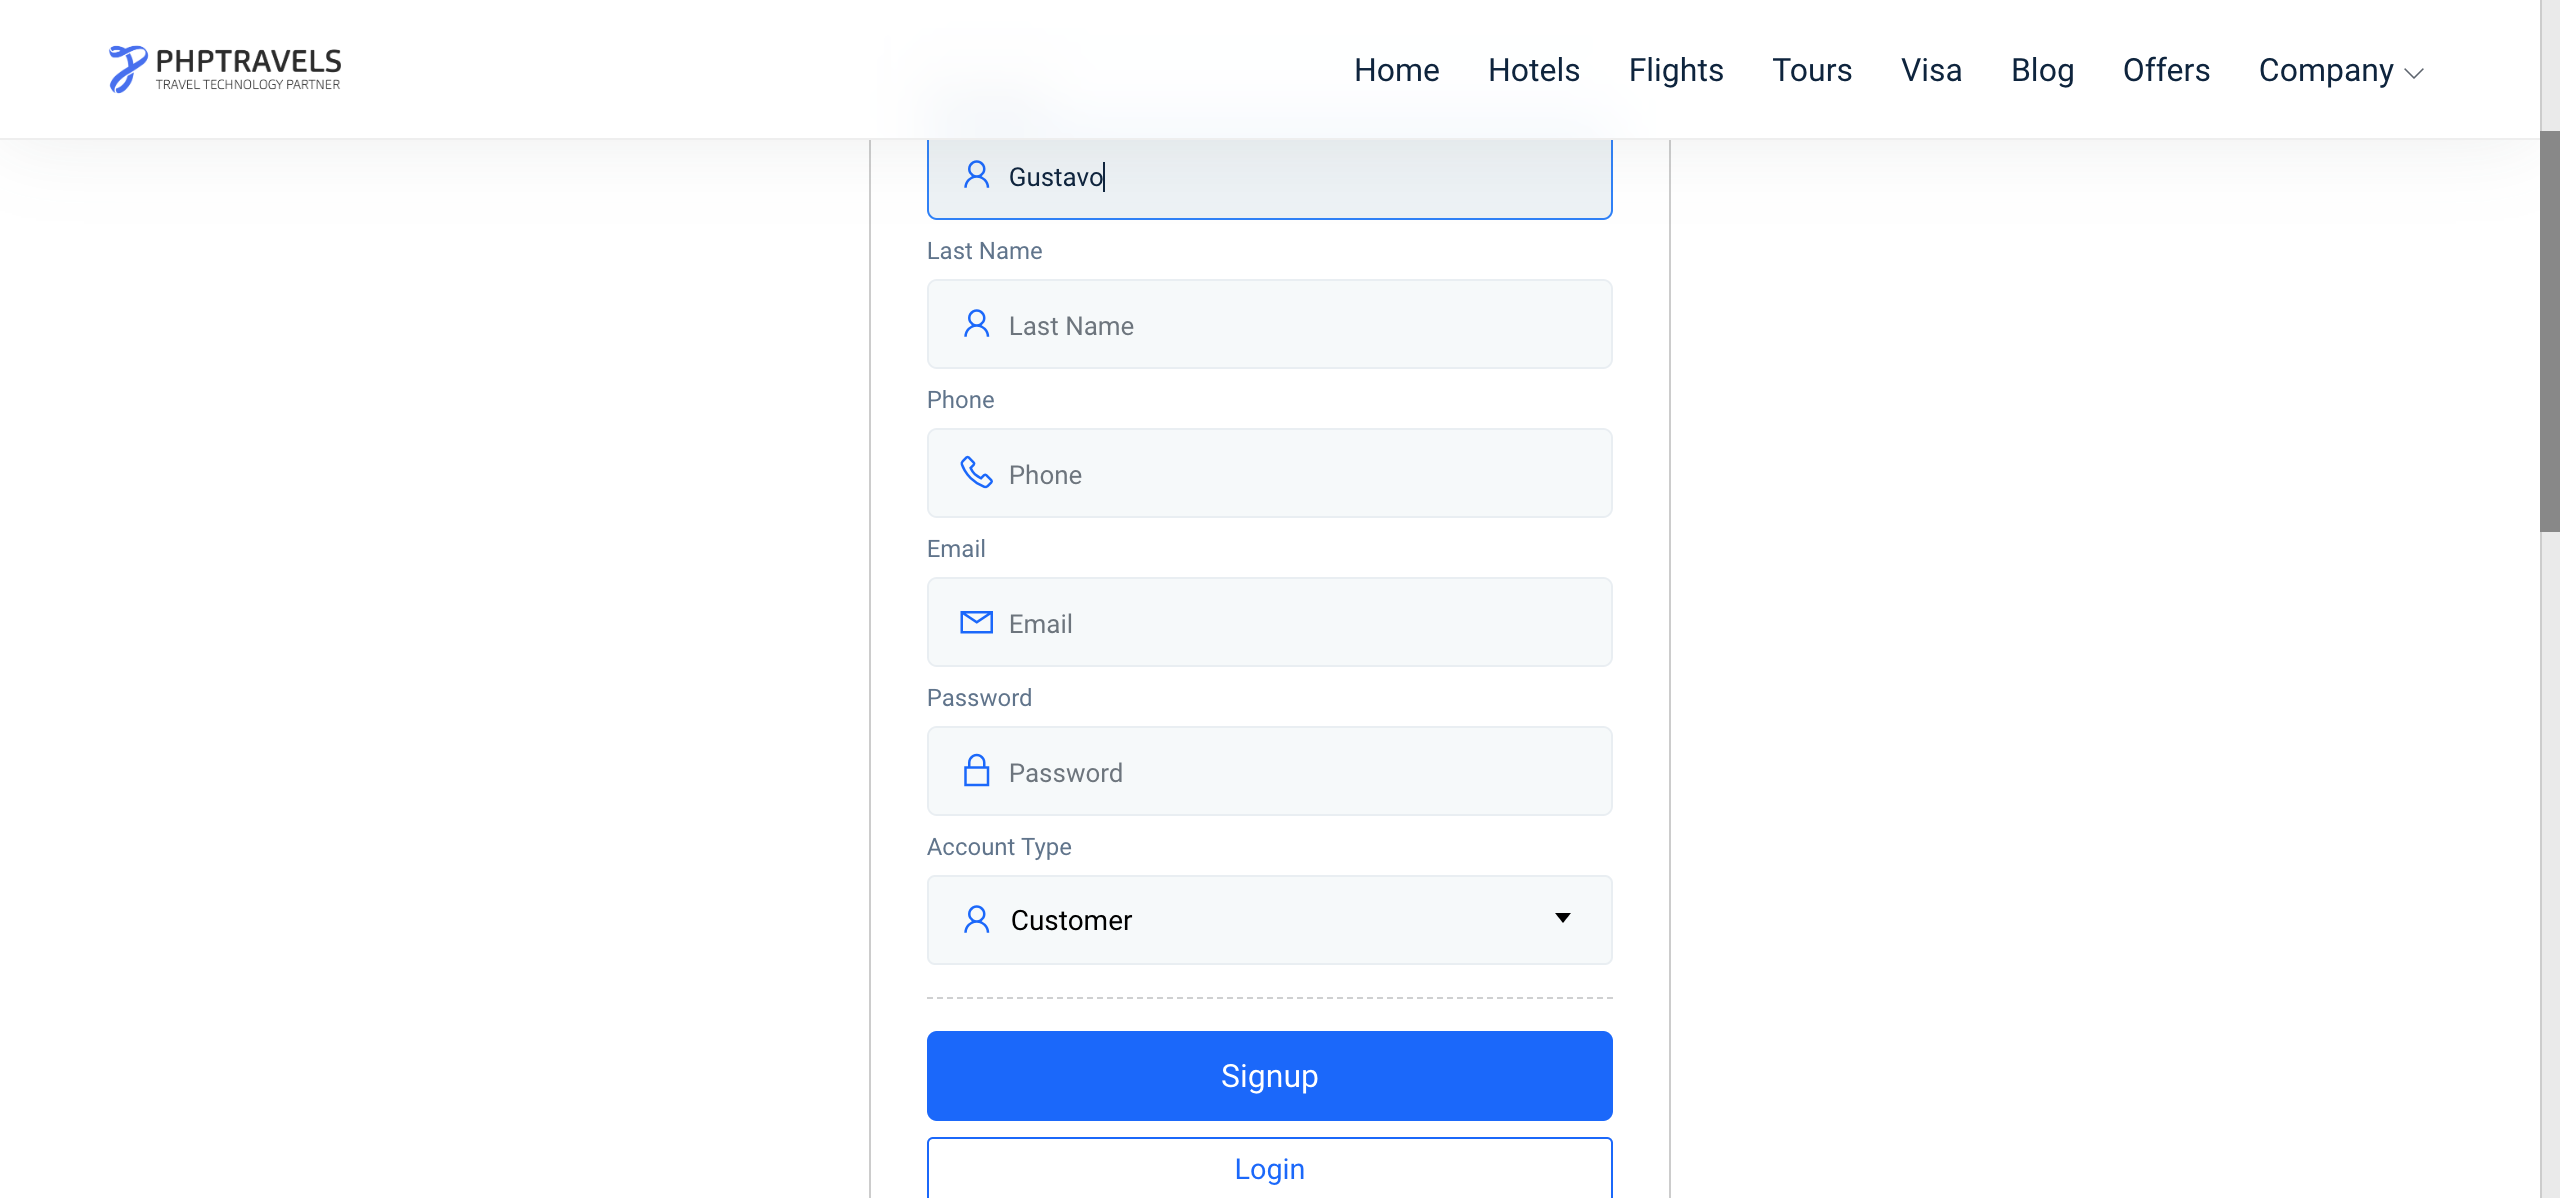 PHPTRAVELS
TRAVEL TECHNOLOGY PARTNER
Home Hotels Flights Tours Visa Blog Offers Company
Gustavo
Last Name
Last Name
Phone
Phone
Email
Email
Password
Password
Account Type
Customer
Signup
Login